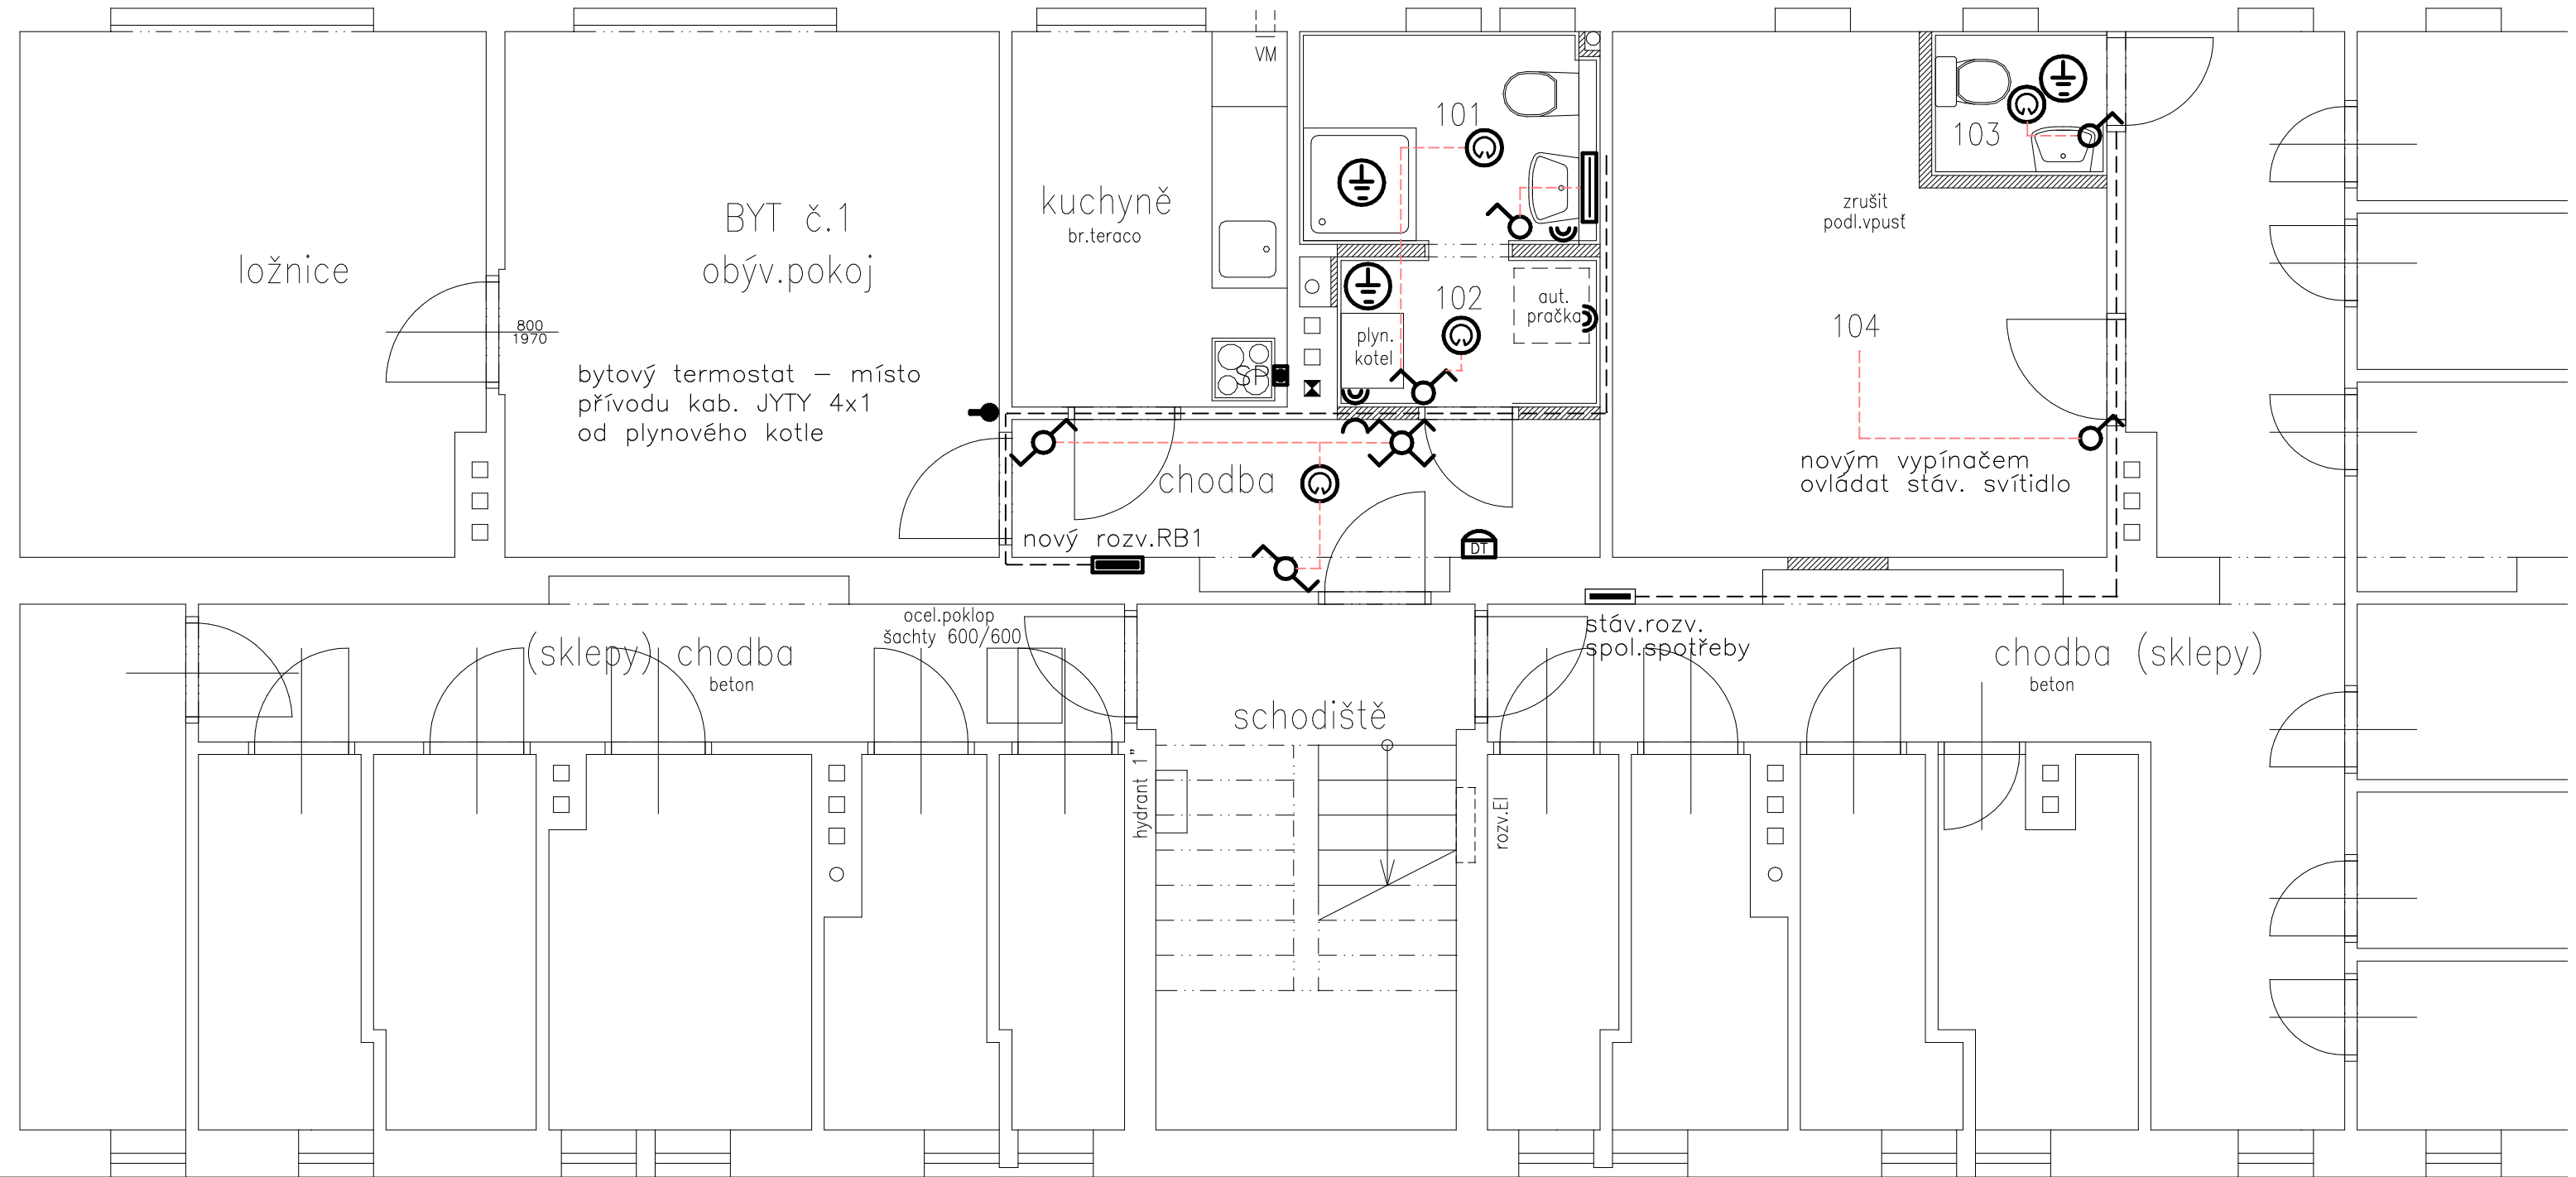 VM
101
103
BYT č.1
kuchyně
br.teraco
zrušit
podl.vpusť
ložnice
obýv.pokoj
102
aut.
pračka
104
800
1970
plyn.
kotel
SP
bytový termostat – místo
přívodu kab. JYTY 4x1
od plynového kotle
chodba
novým vypínačem
ovládat stáv. svítidlo
nový rozv.RB1
DT
ocel.poklop
šachty 600/600
stáv.rozv.
spol.spotřeby
(sklepy) chodba
beton
chodba (sklepy)
beton
schodiště
hydrant 1"
rozv.El